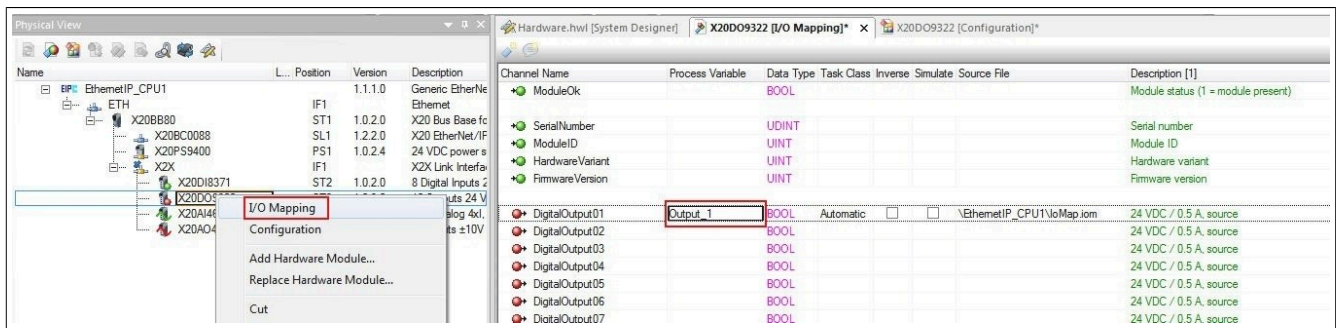 Physical View
Name L... Position Version Description
EthernetIP_CPU1 1.1.1.0 Generic EtherNe
ETH IF1 Ethernet
X20BB80 ST1 1.0.2.0 X20 Bus Base fo
X20BC0088 SL1 1.2.2.0 X20 EtherNet/IF
X20PS9400 PS1 1.0.2.4 24 VDC power s
X2X IF1 X2X Link Interfac
X20DI8371 ST2 1.0.2.0 8 Digital Inputs 2
uts 24 V
X20AI46 alog 4xI,
X20AO4 ts ±10V
I/O Mapping
Configuration
Add Hardware Module...
Replace Hardware Module...
Cut
Hardware.hwl [System Designer] X20DO9322 [I/O Mapping]* x X20DO9322 [Configuration]*
Channel Name Process Variable Data Type Task Class Inverse Simulate Source File Description [1]
ModuleOk BOOL Module status (1 = module present)
SerialNumber UDINT Serial number
ModuleID UINT Module ID
HardwareVariant UINT Hardware variant
FirmwareVersion UINT Firmware version
DigitalOutput01 Output_1 BOOL Automatic \EthernetIP_CPU1\IoMap.iom 24 VDC / 0.5 A, source
DigitalOutput02 BOOL 24 VDC / 0.5 A, source
DigitalOutput03 BOOL 24 VDC / 0.5 A, source
DigitalOutput04 BOOL 24 VDC / 0.5 A, source
DigitalOutput05 BOOL 24 VDC / 0.5 A, source
DigitalOutput06 BOOL 24 VDC / 0.5 A, source
DigitalOutput07 BOOL 24 VDC / 0.5 A, source